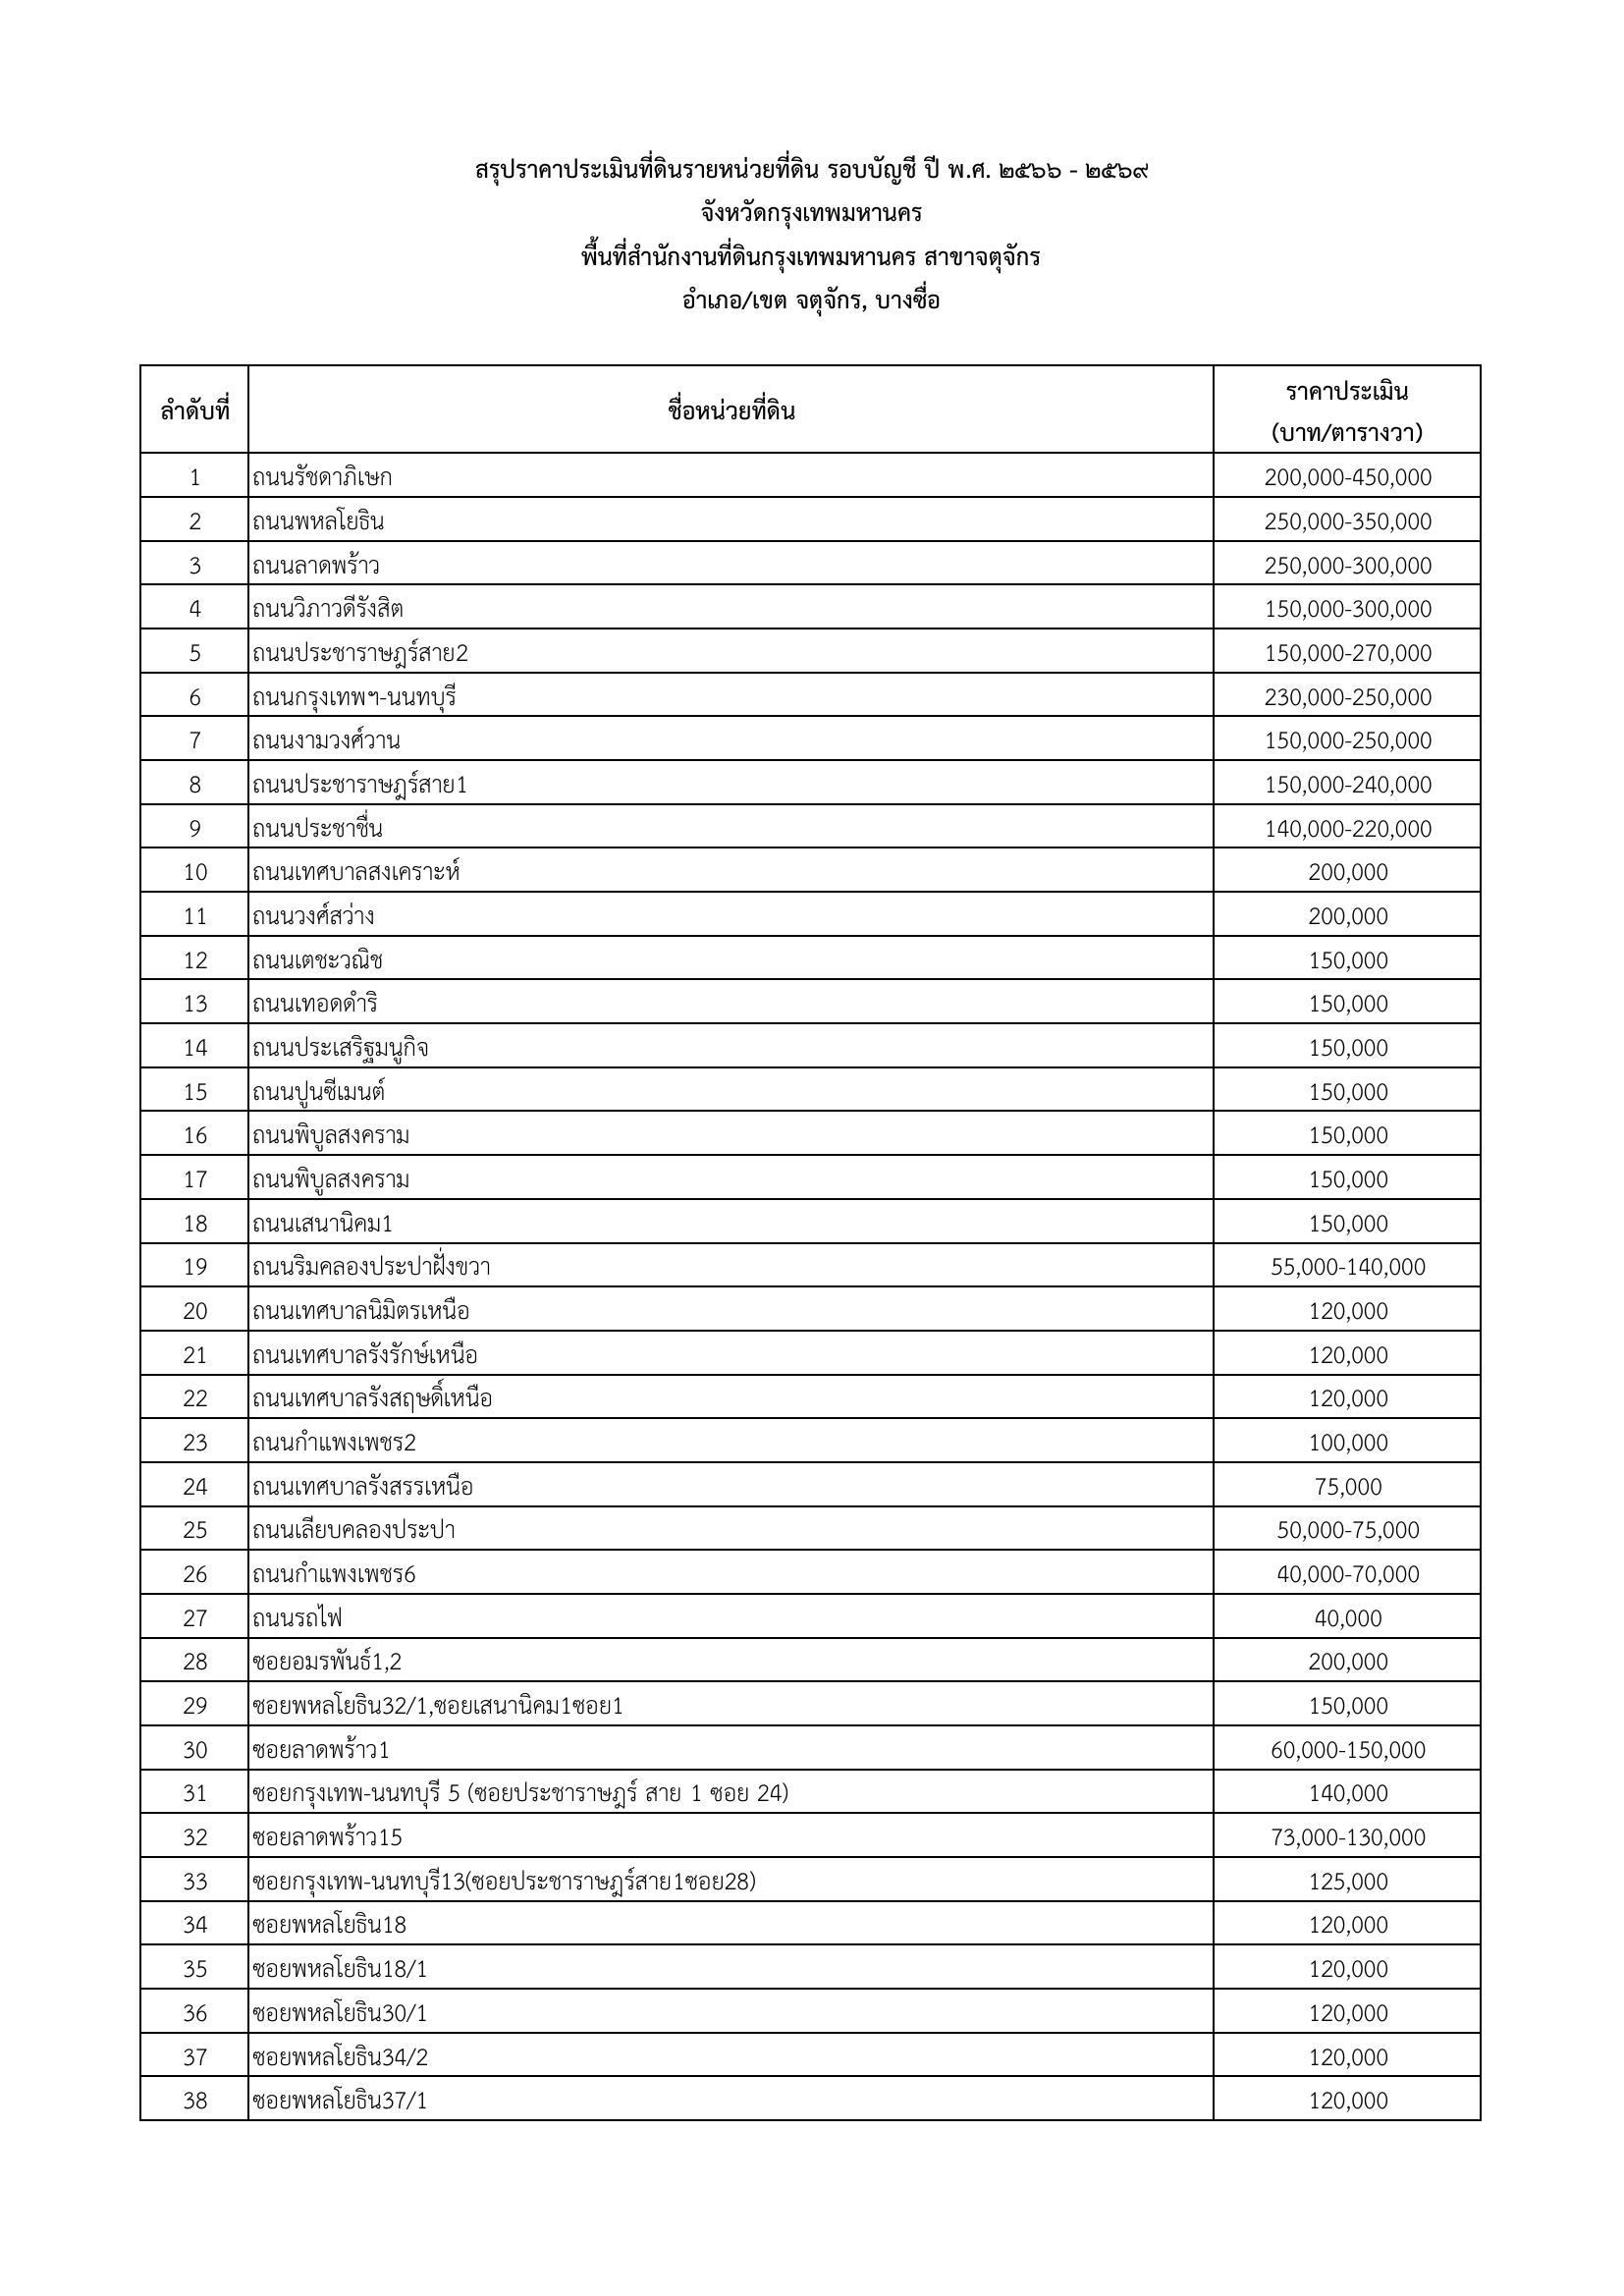 สรุปราคาประเมินที่ดินรายหน่วยที่ดิน รอบบัญชี ปี พ.ศ. ๒๕๖๖ - ๒๕๖๙
จังหวัดกรุงเทพมหานคร
พื้นที่สำนักงานที่ดินกรุงเทพมหานคร สาขาจตุจักร
อำเภอ/เขต จตุจักร, บางซื่อ
ลำดับที่ ชื่อหน่วยที่ดิน ราคาประเมิน
(บาท/ตารางวา)
1 ถนนรัชดาภิเษก 200,000-450,000
2 ถนนพหลโยธิน 250,000-350,000
3 ถนนลาดพร้าว 250,000-300,000
4 ถนนวิภาวดีรังสิต 150,000-300,000
5 ถนนประชาราษฎร์สาย2 150,000-270,000
6 ถนนกรุงเทพฯ-นนทบุรี 230,000-250,000
7 ถนนงามวงศ์วาน 150,000-250,000
8 ถนนประชาราษฎร์สาย1 150,000-240,000
9 ถนนประชาชื่น 140,000-220,000
10 ถนนเทศบาลสงเคราะห์ 200,000
11 ถนนวงศ์สว่าง 200,000
12 ถนนเตชะวณิช 150,000
13 ถนนเทอดดำริ 150,000
14 ถนนประเสริฐมนูกิจ 150,000
15 ถนนปูนซีเมนต์ 150,000
16 ถนนพิบูลสงคราม 150,000
17 ถนนพิบูลสงคราม 150,000
18 ถนนเสนานิคม1 150,000
19 ถนนริมคลองประปาฝั่งขวา 55,000-140,000
20 ถนนเทศบาลนิมิตรเหนือ 120,000
21 ถนนเทศบาลรังรักษ์เหนือ 120,000
22 ถนนเทศบาลรังสฤษดิ์เหนือ 120,000
23 ถนนกำแพงเพชร2 100,000
24 ถนนเทศบาลรังสรรเหนือ 75,000
25 ถนนเลียบคลองประปา 50,000-75,000
26 ถนนกำแพงเพชร6 40,000-70,000
27 ถนนรถไฟ 40,000
28 ซอยอมรพันธ์1,2 200,000
29 ซอยพหลโยธิน32/1,ซอยเสนานิคม1ซอย1 150,000
30 ซอยลาดพร้าว1 60,000-150,000
31 ซอยกรุงเทพ-นนทบุรี 5 (ซอยประชาราษฎร์ สาย 1 ซอย 24) 140,000
32 ซอยลาดพร้าว15 73,000-130,000
33 ซอยกรุงเทพ-นนทบุรี13(ซอยประชาราษฎร์สาย1ซอย28) 125,000
34 ซอยพหลโยธิน18 120,000
35 ซอยพหลโยธิน18/1 120,000
36 ซอยพหลโยธิน30/1 120,000
37 ซอยพหลโยธิน34/2 120,000
38 ซอยพหลโยธิน37/1 120,000